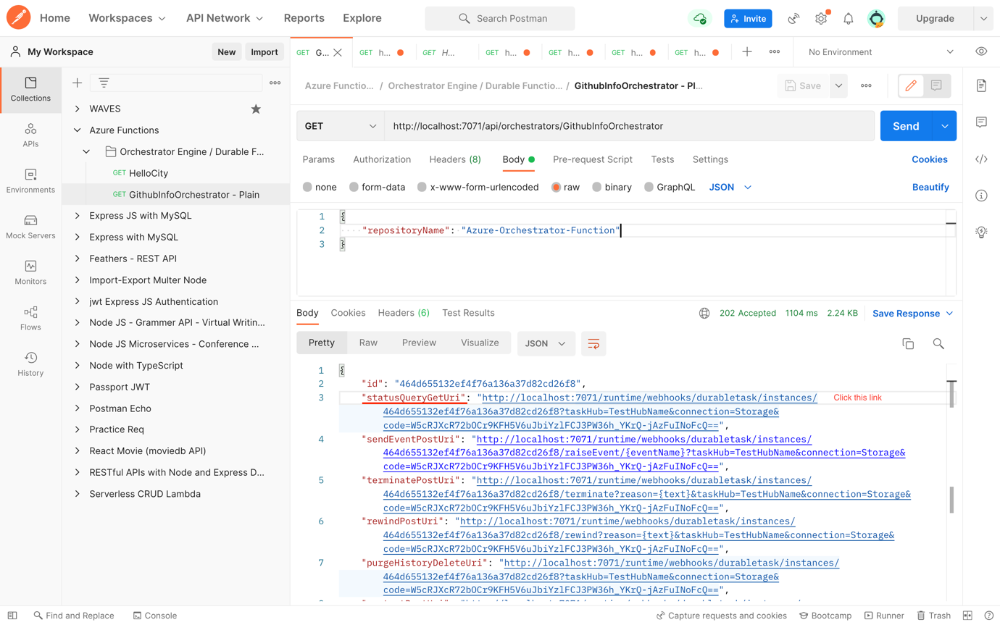 Home Workspaces API Network Reports Explore Search Postman Invite Upgrade
My Workspace New Import
GET G... GET h... GET H... GET h... GET h... GET h... GET h... No Environment
Collections
APIs
Environments
Mock Servers
Monitors
Flows
History
WAVES
Azure Functions
Orchestrator Engine / Durable F...
GET HelloCity
GET GithubInfoOrchestrator - Plain
Express JS with MySQL
Express with MySQL
Feathers - REST API
Import-Export Multer Node
jwt Express JS Authentication
Node JS - Grammer API - Virtual Writin...
Node JS Microservices - Conference ...
Node with TypeScript
Passport JWT
Postman Echo
Practice Req
React Movie (moviedb API)
RESTful APIs with Node and Express D...
Serverless CRUD Lambda
Azure Functio... / Orchestrator Engine / Durable Functio... / GithubInfoOrchestrator - Pl... Save
GET http://localhost:7071/api/orchestrators/GithubInfoOrchestrator Send
Params Authorization Headers (8) Body Pre-request Script Tests Settings Cookies
none form-data x-www-form-urlencoded raw binary GraphQL JSON Beautify
1 {
2 "repositoryName": "Azure-Orchestrator-Function"
3 }
Body Cookies Headers (6) Test Results 202 Accepted 1104 ms 2.24 KB Save Response
Pretty Raw Preview Visualize JSON
1 {
2 "id": "464d655132ef4f76a136a37d82cd26f8",
3 "statusQueryGetUri": "http://localhost:7071/runtime/webhooks/durabletask/instances/ Click this link
464d655132ef4f76a136a37d82cd26f8?taskHub=TestHubName&connection=Storage&
code=W5cRJXcR72bOCr9KFH5V6uJbiYzlFCJ3PW36h_YKrQ-jAzFuINoFcQ==",
4 "sendEventPostUri": "http://localhost:7071/runtime/webhooks/durabletask/instances/
464d655132ef4f76a136a37d82cd26f8/raiseEvent/{eventName}?taskHub=TestHubName&connection=Storage&
code=W5cRJXcR72bOCr9KFH5V6uJbiYzlFCJ3PW36h_YKrQ-jAzFuINoFcQ==",
5 "terminatePostUri": "http://localhost:7071/runtime/webhooks/durabletask/instances/
464d655132ef4f76a136a37d82cd26f8/terminate?reason={text}&taskHub=TestHubName&connection=Storage&
code=W5cRJXcR72bOCr9KFH5V6uJbiYzlFCJ3PW36h_YKrQ-jAzFuINoFcQ==",
6 "rewindPostUri": "http://localhost:7071/runtime/webhooks/durabletask/instances/
464d655132ef4f76a136a37d82cd26f8/rewind?reason={text}&taskHub=TestHubName&connection=Storage&
code=W5cRJXcR72bOCr9KFH5V6uJbiYzlFCJ3PW36h_YKrQ-jAzFuINoFcQ==",
7 "purgeHistoryDeleteUri": "http://localhost:7071/runtime/webhooks/durabletask/instances/
464d655132ef4f76a136a37d82cd26f8?taskHub=TestHubName&connection=Storage&
code=W5cRJXcR72bOCr9KFH5V6uJbiYzlFCJ3PW36h_YKrQ-jAzFuINoFcQ==",
Find and Replace Console Capture requests and cookies Bootcamp Runner Trash